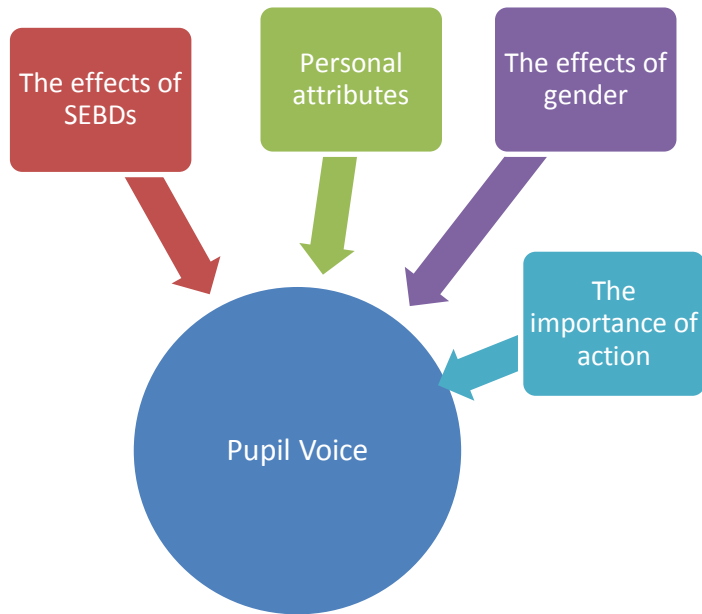 The effects of
SEBDs
Personal
attributes
The effects of
gender
The
importance of
action
Pupil Voice